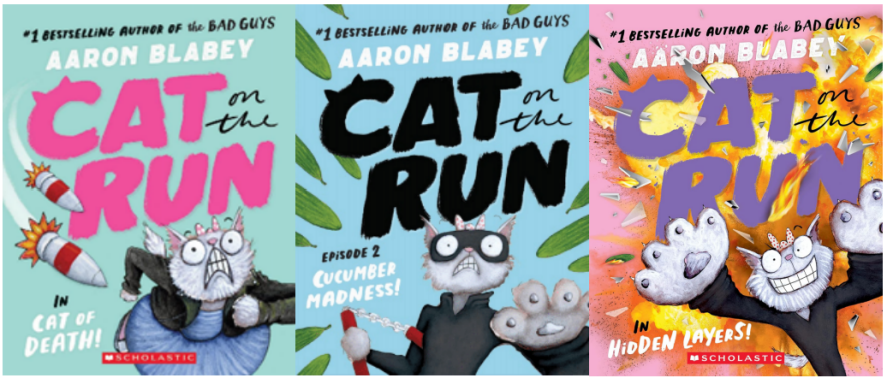 #1 BESTSELLING AUTHOR OF the BAD GUYS
AARON BLABEY
CAT on
the
RUN
IN
CAT OF
DEATH!
SCHOLASTIC
#1 BESTSELLING AUTHOR OF the BAD GUYS
AARON BLABEY
CAT on
the
RUN
EPISODE 2
CUCUMBER
MADNESS!
#1 BESTSELLING AUTHOR OF the BAD GUYS
AARON BLABEY
CAT on
the
RUN
IN
HiDDEN LAYERS!
SCHOLASTIC